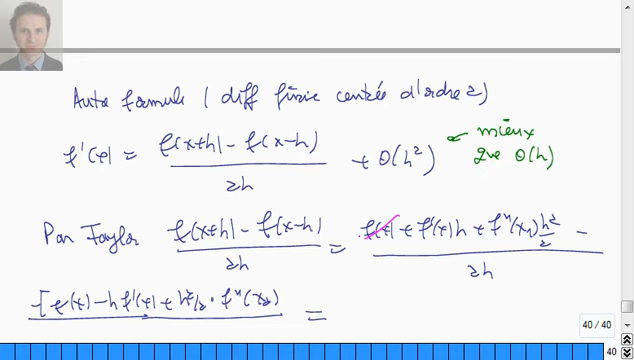 Autre formule ( diff finie centrée d'ordre 2)
f'(x) = f(x+h) - f(x-h) / 2h + O(h²) ← mieux que O(h)
Par Taylor f(x+h) - f(x-h) / 2h = f(x) + f'(x)h + f"(x₁) h²/2 - / 2h
-[f(x) - h f'(x) + h²/2 · f"(x₂) =
40 / 40
40
40